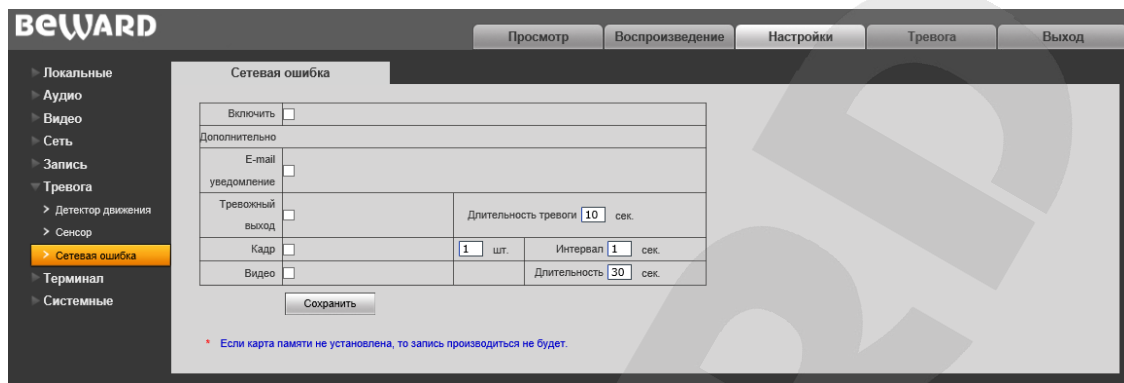 BEWARD
Просмотр Воспроизведение Настройки Тревога Выход
Локальные
Аудио
Видео
Сеть
Запись
Тревога
Детектор движения
Сенсор
Сетевая ошибка
Терминал
Системные
Сетевая ошибка
Включить
Дополнительно
E-mail
уведомление
Тревожный
выход
Длительность тревоги 10 сек.
Кадр 1 шт. Интервал 1 сек.
Видео Длительность 30 сек.
Сохранить
* Если карта памяти не установлена, то запись производиться не будет.